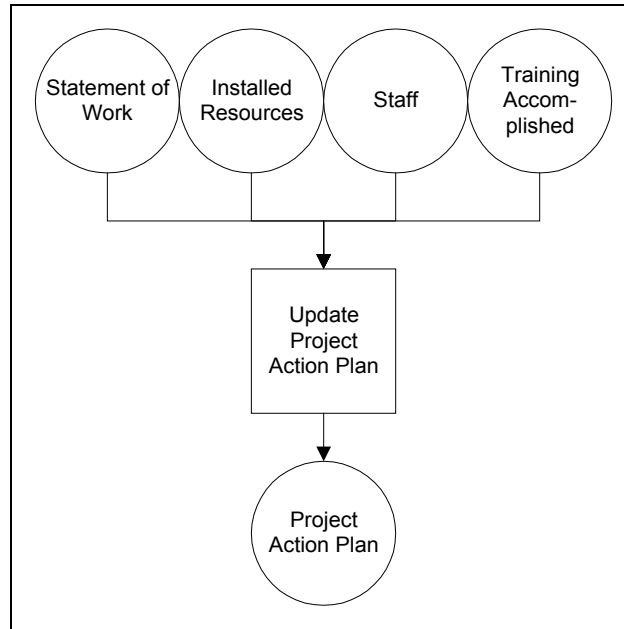 Statement of
Work
Installed
Resources
Staff
Training
Accom-
plished
Update
Project
Action Plan
Project
Action Plan